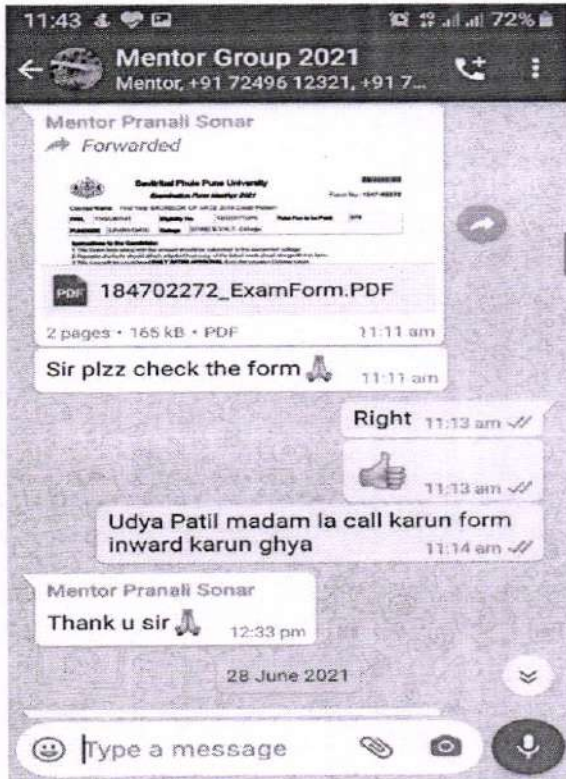 11:43
72%
Mentor Group 2021
Mentor, +91 72496 12321, +91 7...
Mentor Pranali Sonar
Forwarded
Savitribai Phule Pune University
PDF
184702272_ExamForm.PDF
2 pages • 165 kB • PDF
11:11 am
Sir plzz check the form 🙏
11:11 am
Right
11:13 am
👍
11:13 am
Udya Patil madam la call karun form
inward karun ghya
11:14 am
Mentor Pranali Sonar
Thank u sir 🙏
12:33 pm
28 June 2021
Type a message